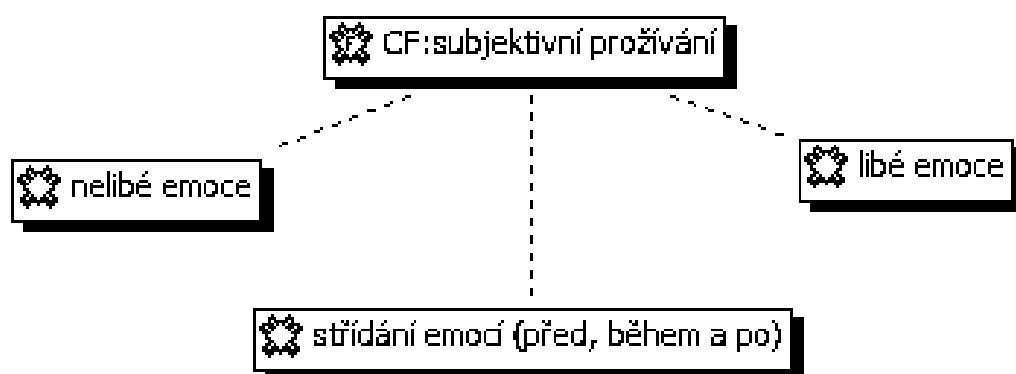 CF:subjektivní prožívání
nelibé emoce
libé emoce
střídání emocí (před, během a po)